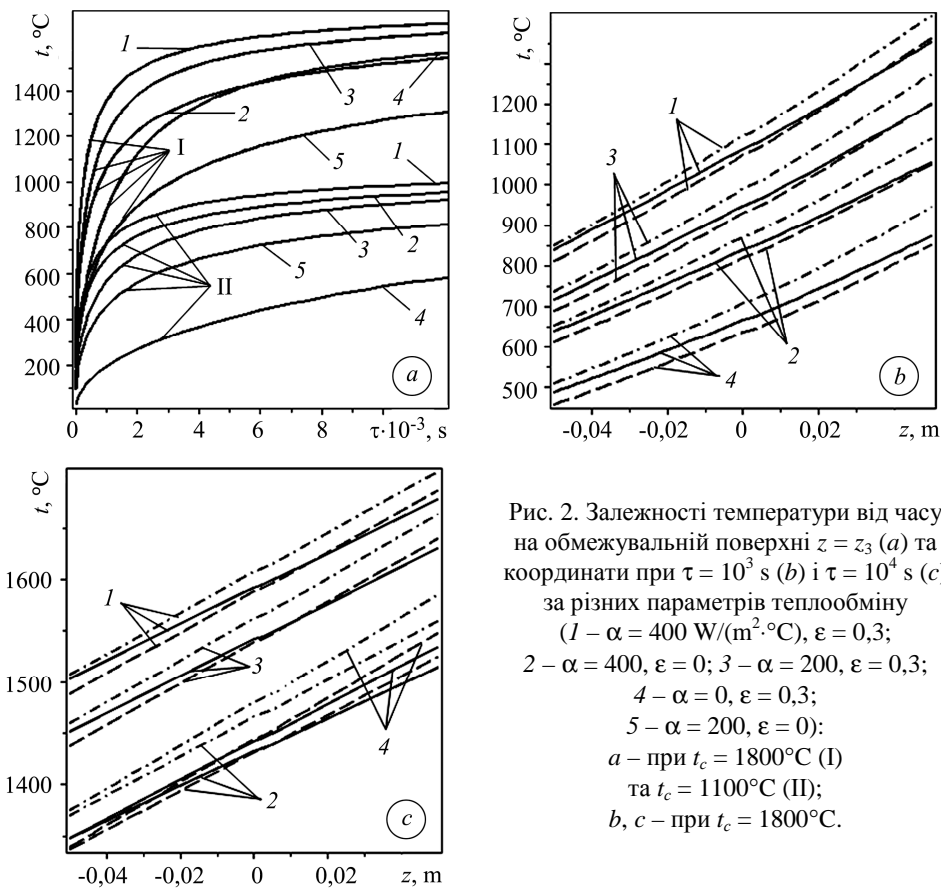 t, °C
1400
1200
1000
800
600
400
200
0
4
8
τ·10⁻³, s
1
2
3
4
5
I
1
2
3
5
II
4
a
t, °C
1200
1100
1000
900
800
700
600
500
-0,04
-0,02
0
0,02
z, m
1
3
2
4
b
t, °C
1600
1500
1400
-0,04
-0,02
0
0,02
z, m
1
3
2
4
c
Рис. 2. Залежності температури від часу
на обмежувальній поверхні z = z₃ (a) та
координати при τ = 10³ s (b) і τ = 10⁴ s (c)
за різних параметрів теплообміну
(1 – α = 400 W/(m²·°C), ε = 0,3;
2 – α = 400, ε = 0; 3 – α = 200, ε = 0,3;
4 – α = 0, ε = 0,3;
5 – α = 200, ε = 0):
a – при t_c = 1800°C (I)
та t_c = 1100°C (II);
b, c – при t_c = 1800°C.